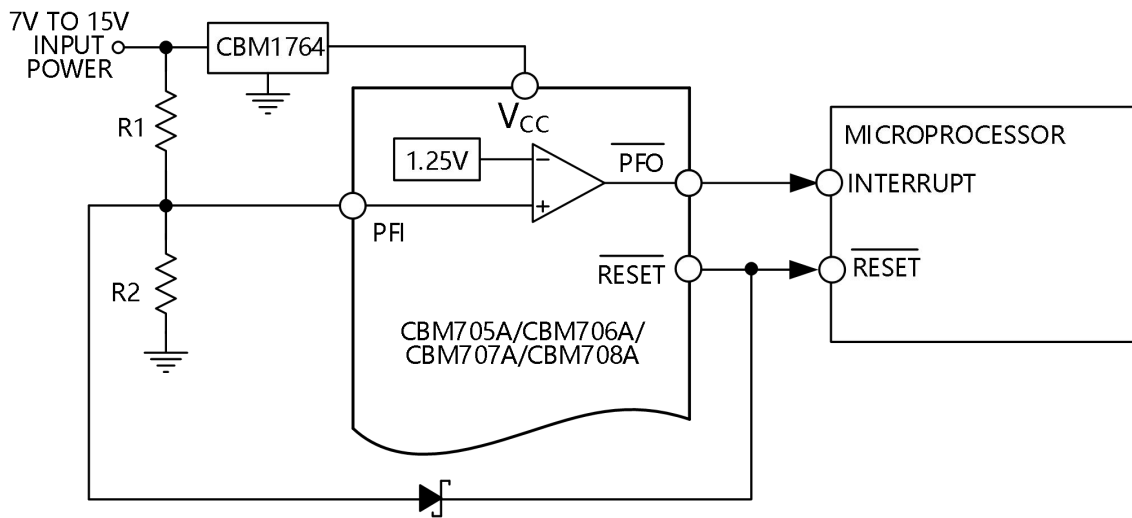 7V TO 15V
INPUT
POWER
CBM1764
R1
VCC
MICROPROCESSOR
1.25V
−
PFO
INTERRUPT
+
PFI
R2
RESET
RESET
CBM705A/CBM706A/
CBM707A/CBM708A